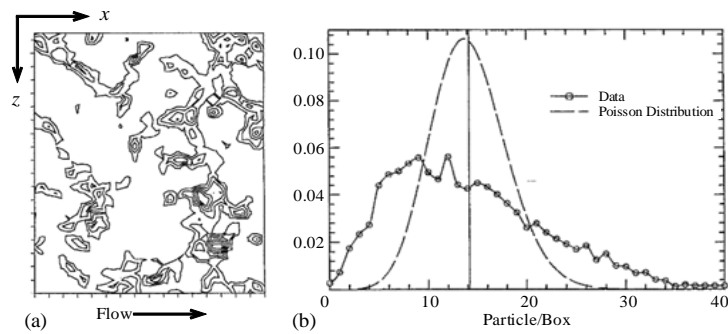 x
z
(a)
Flow
(b)
0.10
0.08
0.06
0.04
0.02
Data
Poisson Distribution
0
10
20
30
40
Particle/Box